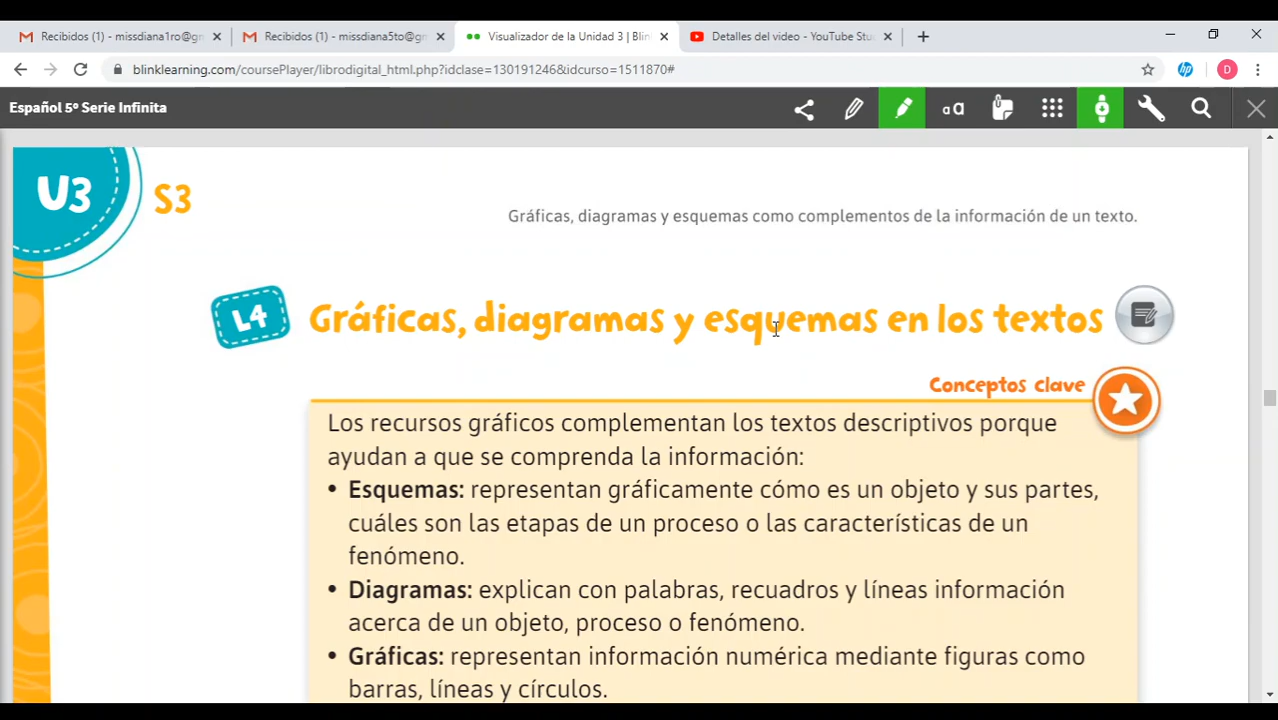 Recibidos (1) - missdiana1ro@gm
Recibidos (1) - missdiana5to@gm
Visualizador de la Unidad 3 | Blin
Detalles del video - YouTube Stu
blinklearning.com/coursePlayer/librodigital_html.php?idclase=130191246&idcurso=1511870#
Español 5º Serie Infinita
aa
U3
S3
Gráficas, diagramas y esquemas como complementos de la información de un texto.
L4
Gráficas, diagramas y esquemas en los textos
Conceptos clave
Los recursos gráficos complementan los textos descriptivos porque
ayudan a que se comprenda la información:
• Esquemas: representan gráficamente cómo es un objeto y sus partes,
cuáles son las etapas de un proceso o las características de un
fenómeno.
• Diagramas: explican con palabras, recuadros y líneas información
acerca de un objeto, proceso o fenómeno.
• Gráficas: representan información numérica mediante figuras como
barras, líneas y círculos.